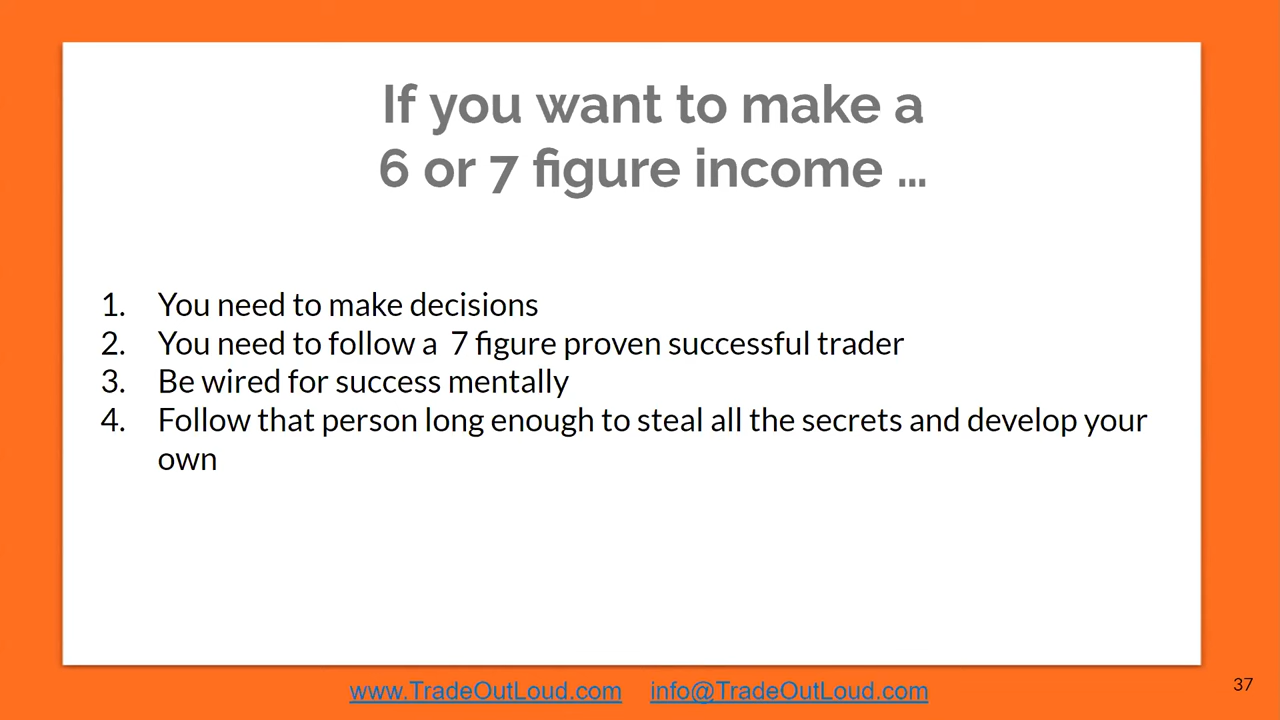 If you want to make a
6 or 7 figure income ...
1. You need to make decisions
2. You need to follow a  7 figure proven successful trader
3. Be wired for success mentally
4. Follow that person long enough to steal all the secrets and develop your
own
www.TradeOutLoud.com info@TradeOutLoud.com
37